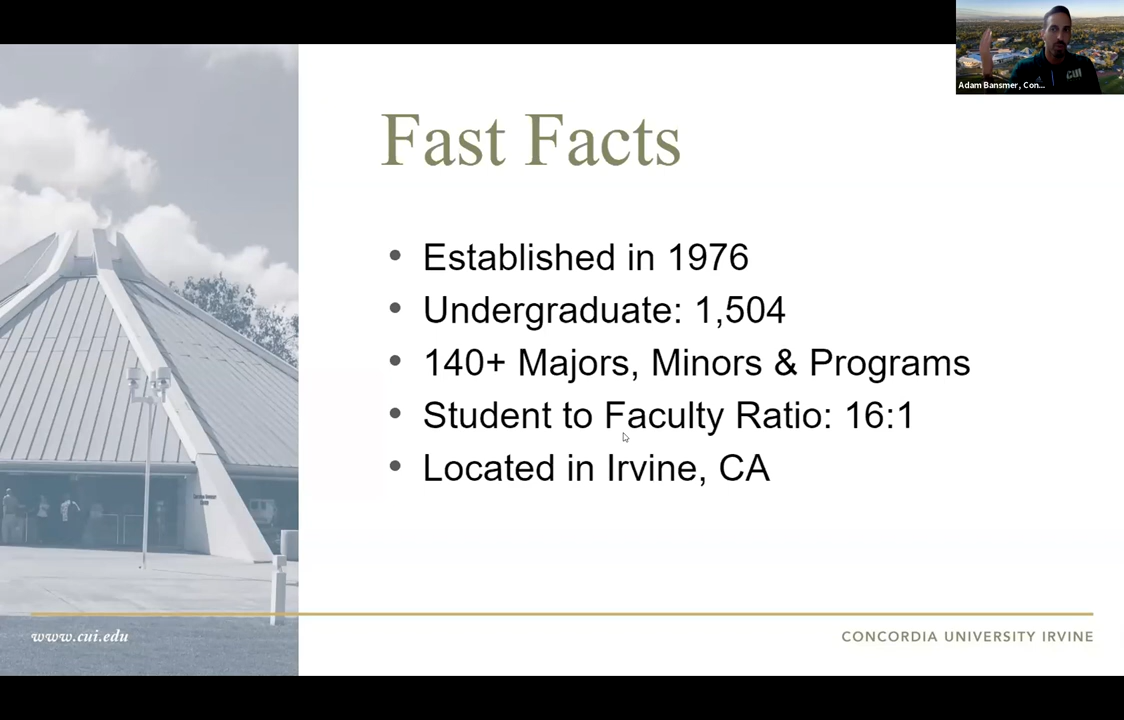 CUI
Adam Bansmer, Con...
Fast Facts
• Established in 1976
• Undergraduate: 1,504
• 140+ Majors, Minors & Programs
• Student to Faculty Ratio: 16:1
• Located in Irvine, CA
www.cui.edu
CONCORDIA UNIVERSITY IRVINE